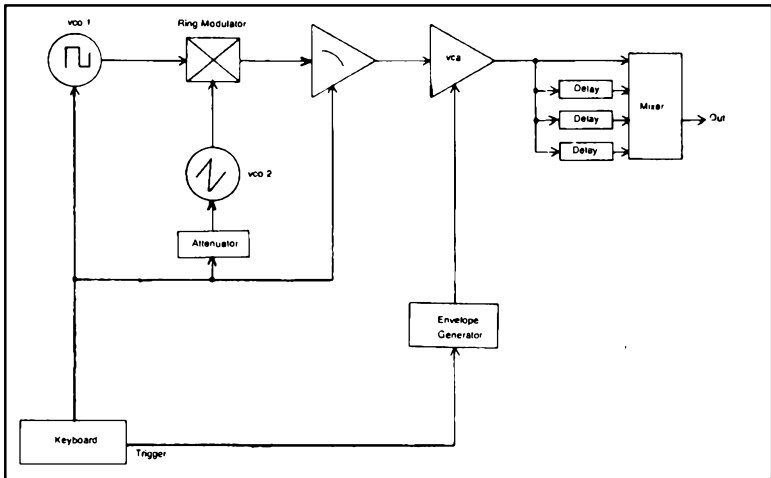 vco 1
Ring Modulator
vca
Delay
Delay
Delay
Mixer
Out
vco 2
Attenuator
Envelope
Generator
Keyboard
Trigger